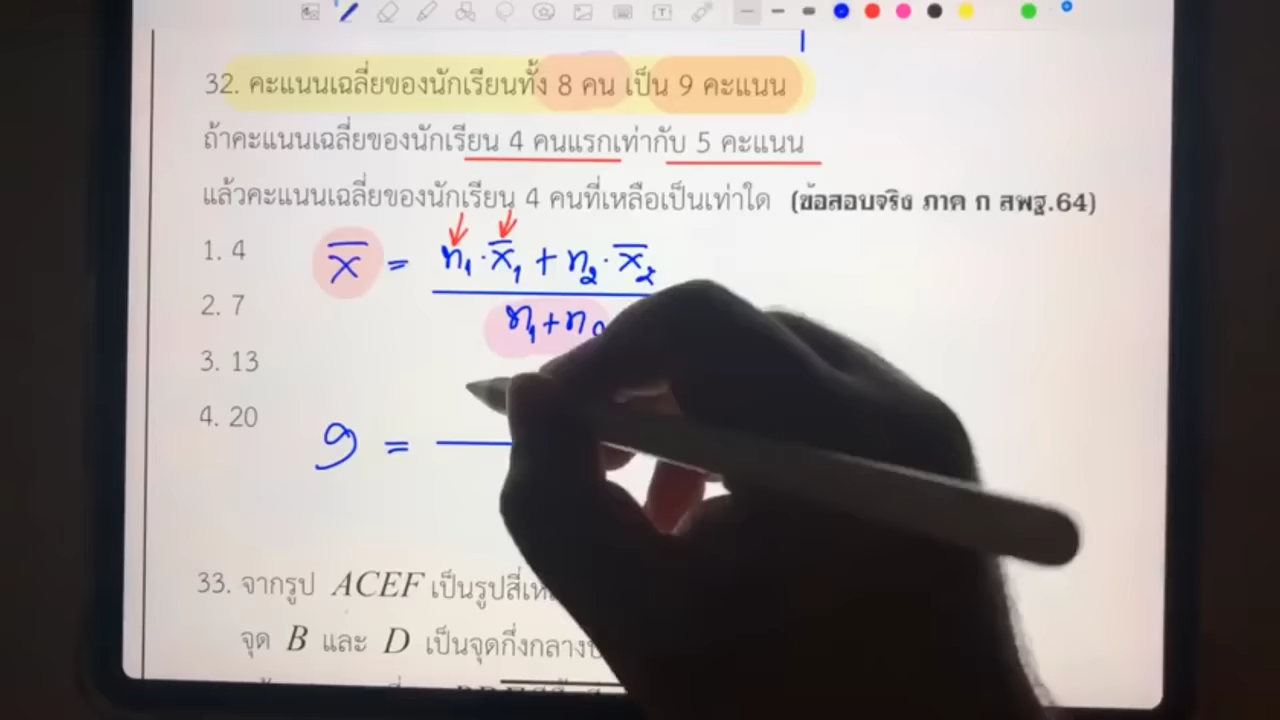 32. คะแนนเฉลี่ยของนักเรียนทั้ง 8 คน เป็น 9 คะแนน
ถ้าคะแนนเฉลี่ยของนักเรียน 4 คนแรกเท่ากับ 5 คะแนน
แล้วคะแนนเฉลี่ยของนักเรียน 4 คนที่เหลือเป็นเท่าใด (ข้อสอบจริง ภาค ก สพฐ.64)
1. 4
2. 7
3. 13
4. 20
x̅ = n₁·x̅₁ + n₂·x̅₂
n₁+n₂
9 =
33. จากรูป ACEF เป็นรูปสี่เห
จุด B และ D เป็นจุดกึ่งกลาง